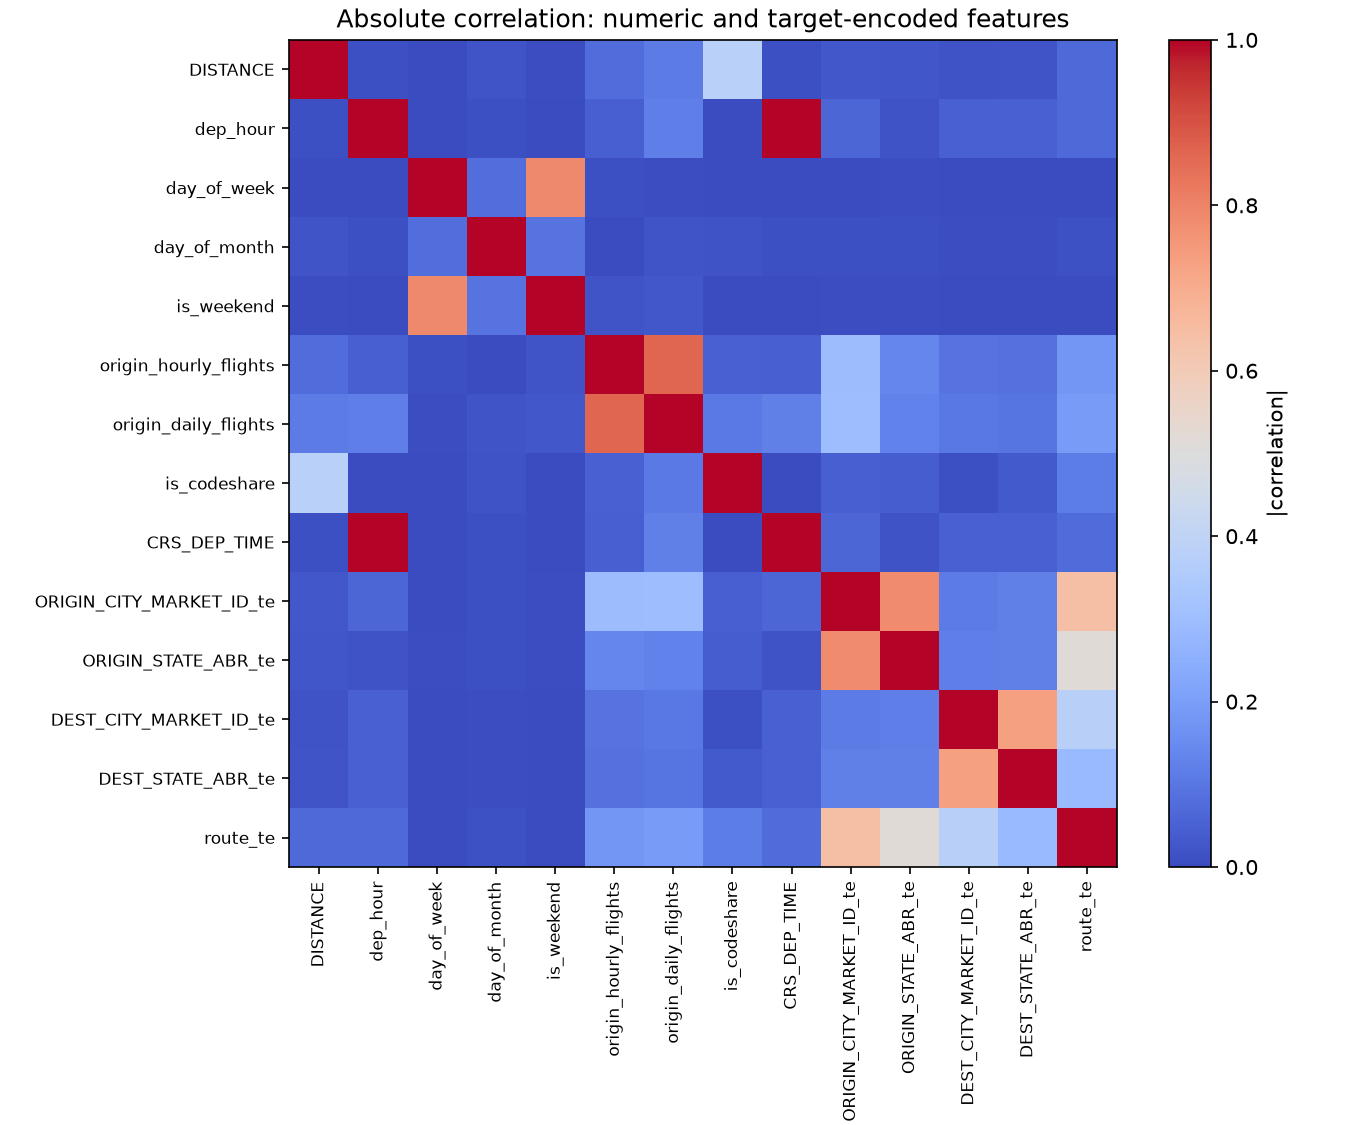 Absolute correlation: numeric and target-encoded features
DISTANCE
dep_hour
day_of_week
day_of_month
is_weekend
origin_hourly_flights
origin_daily_flights
is_codeshare
CRS_DEP_TIME
ORIGIN_CITY_MARKET_ID_te
ORIGIN_STATE_ABR_te
DEST_CITY_MARKET_ID_te
DEST_STATE_ABR_te
route_te
DISTANCE
dep_hour
day_of_week
day_of_month
is_weekend
origin_hourly_flights
origin_daily_flights
is_codeshare
CRS_DEP_TIME
ORIGIN_CITY_MARKET_ID_te
ORIGIN_STATE_ABR_te
DEST_CITY_MARKET_ID_te
DEST_STATE_ABR_te
route_te
1.0
0.8
0.6
0.4
0.2
0.0
|correlation|